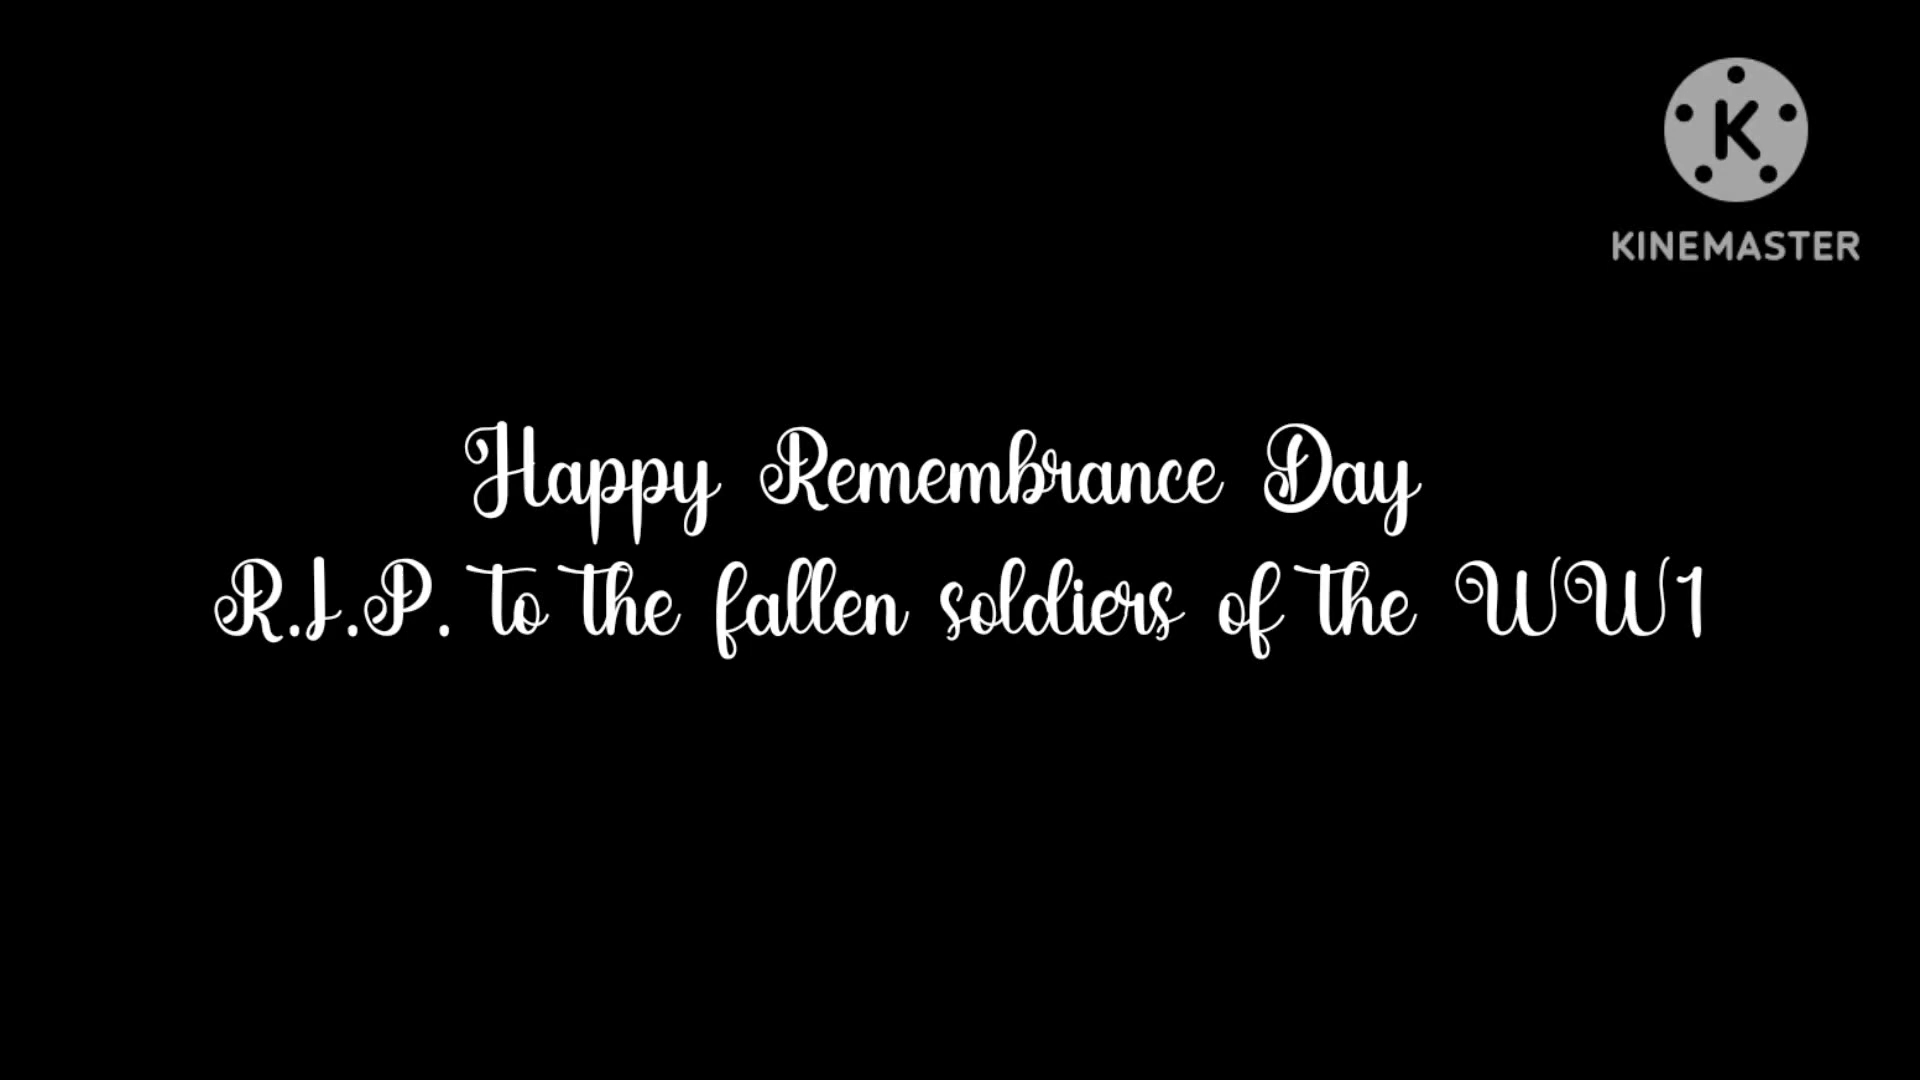 K
KINEMASTER
Happy Remembrance Day
R.I.P. to the fallen soldiers of the WW1